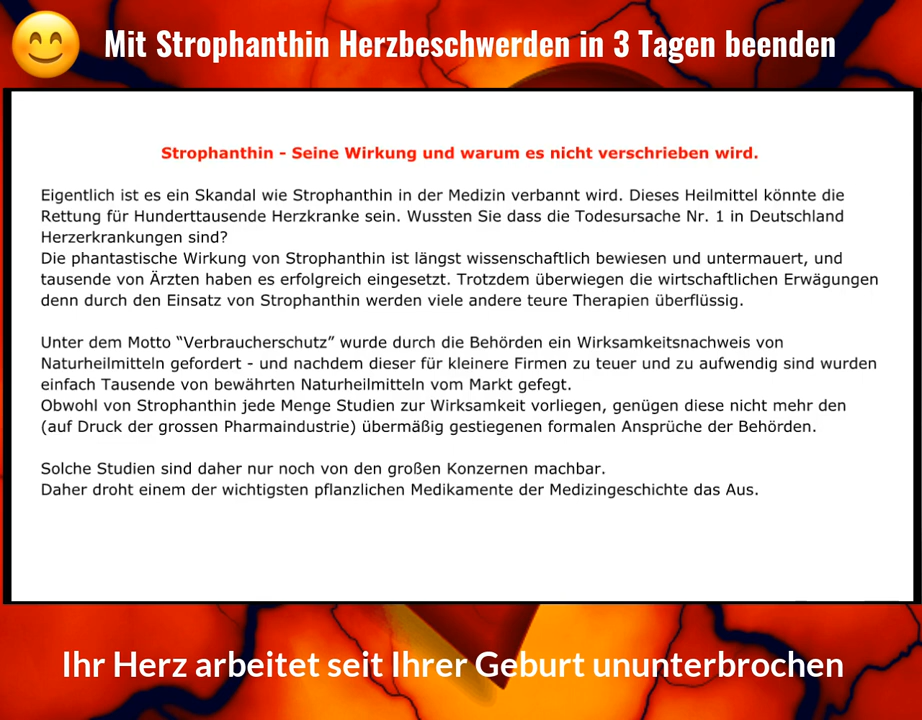 Mit Strophanthin Herzbeschwerden in 3 Tagen beenden
Strophanthin - Seine Wirkung und warum es nicht verschrieben wird.
Eigentlich ist es ein Skandal wie Strophanthin in der Medizin verbannt wird. Dieses Heilmittel könnte die
Rettung für Hunderttausende Herzkranke sein. Wussten Sie dass die Todesursache Nr. 1 in Deutschland
Herzerkrankungen sind?
Die phantastische Wirkung von Strophanthin ist längst wissenschaftlich bewiesen und untermauert, und
tausende von Ärzten haben es erfolgreich eingesetzt. Trotzdem überwiegen die wirtschaftlichen Erwägungen
denn durch den Einsatz von Strophanthin werden viele andere teure Therapien überflüssig.
Unter dem Motto “Verbraucherschutz” wurde durch die Behörden ein Wirksamkeitsnachweis von
Naturheilmitteln gefordert - und nachdem dieser für kleinere Firmen zu teuer und zu aufwendig sind wurden
einfach Tausende von bewährten Naturheilmitteln vom Markt gefegt.
Obwohl von Strophanthin jede Menge Studien zur Wirksamkeit vorliegen, genügen diese nicht mehr den
(auf Druck der grossen Pharmaindustrie) übermäßig gestiegenen formalen Ansprüche der Behörden.
Solche Studien sind daher nur noch von den großen Konzernen machbar.
Daher droht einem der wichtigsten pflanzlichen Medikamente der Medizingeschichte das Aus.
Ihr Herz arbeitet seit Ihrer Geburt ununterbrochen